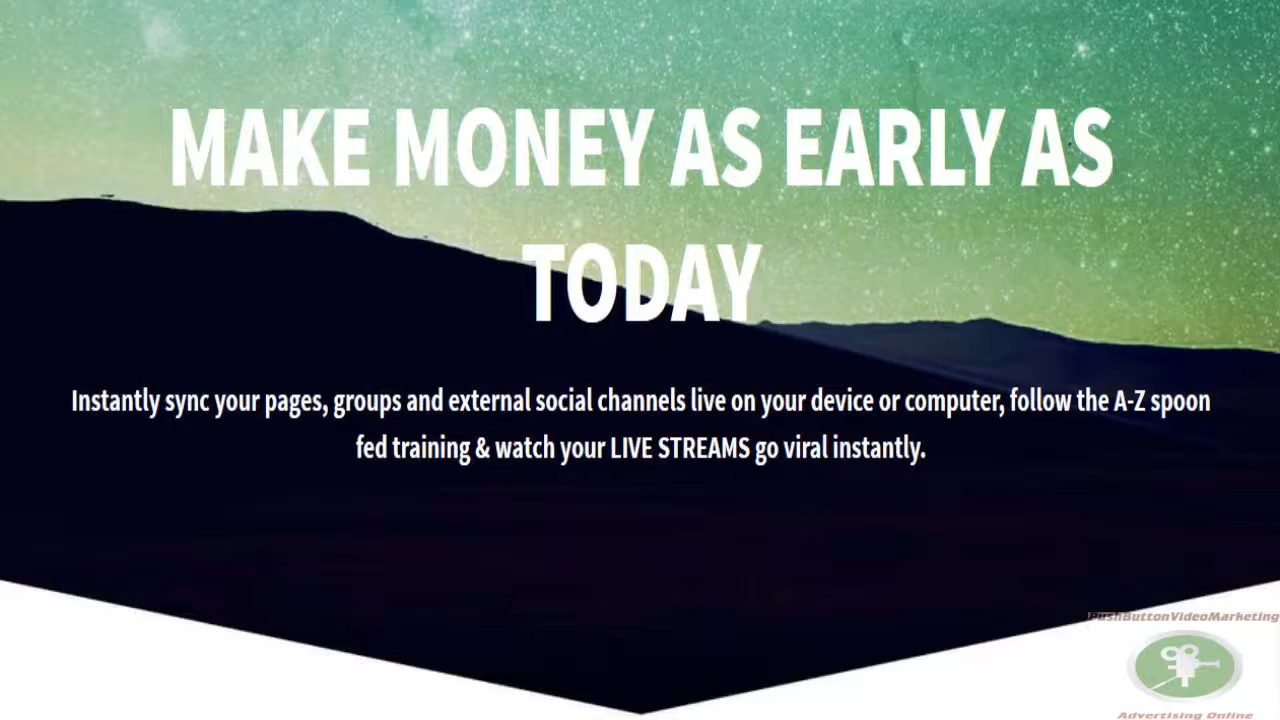 MAKE MONEY AS EARLY AS
TODAY
Instantly sync your pages, groups and external social channels live on your device or computer, follow the A-Z spoon
fed training & watch your LIVE STREAMS go viral instantly.
PushButtonVideoMarketing
Advertising Online